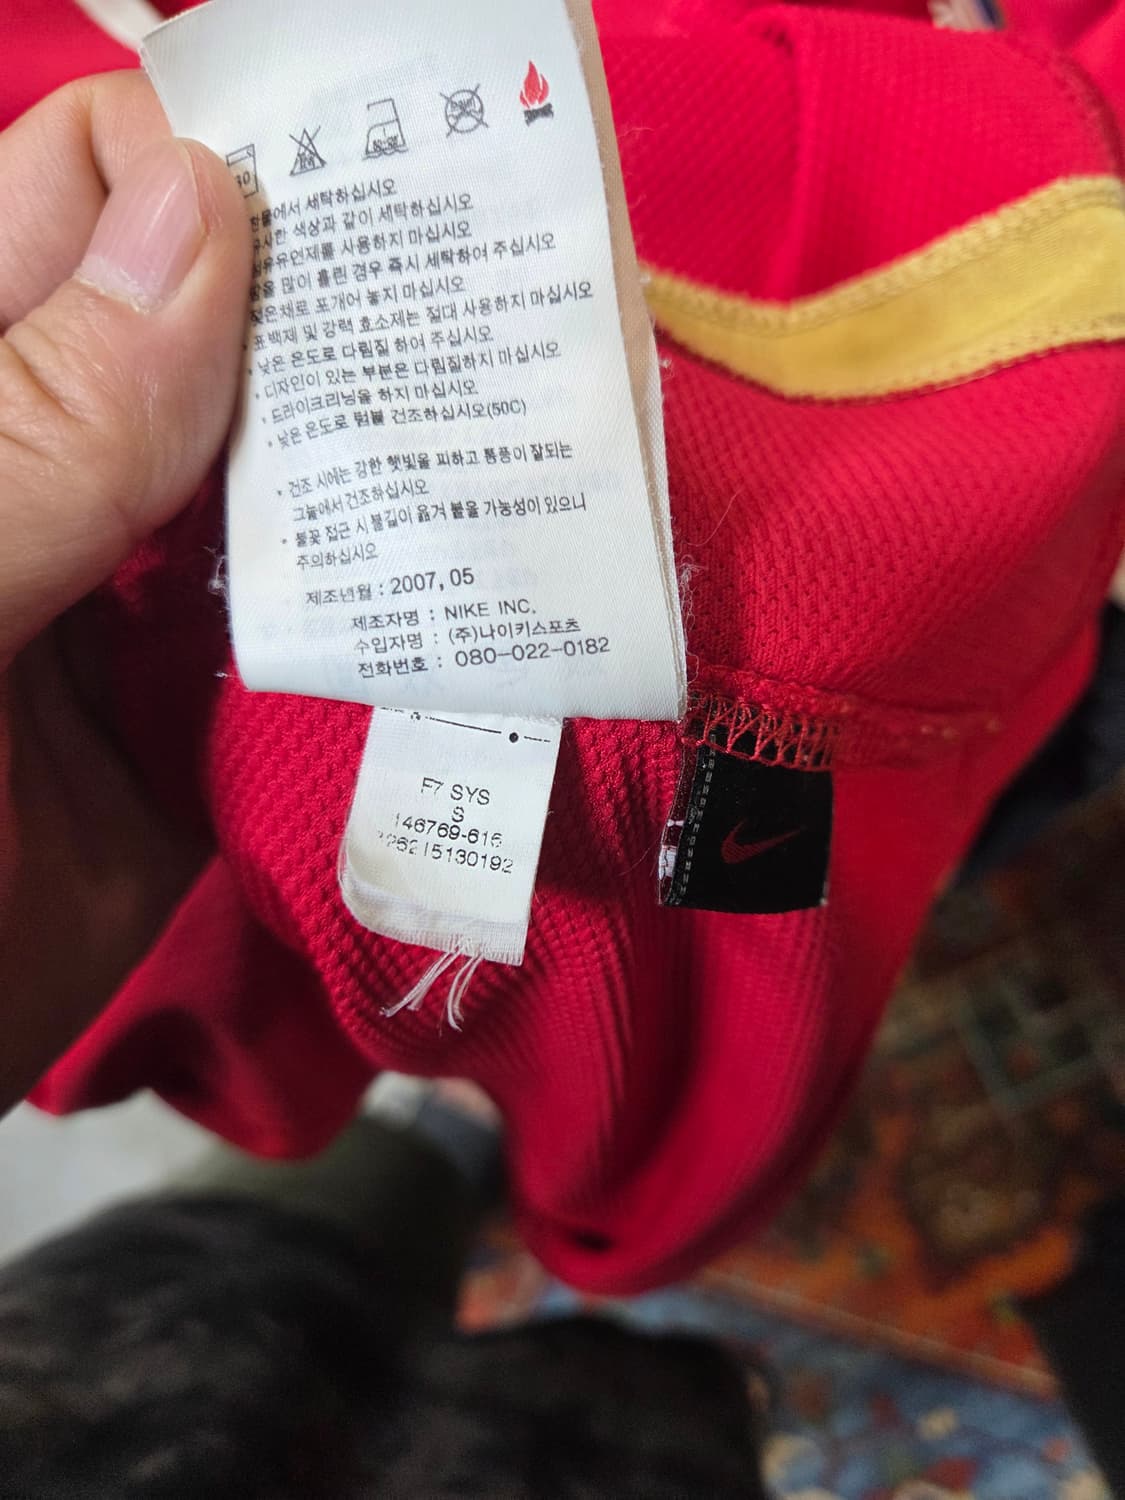 30
찬물에서 세탁하십시오
유사한 색상과 같이 세탁하십시오
섬유유연제를 사용하지 마십시오
땀을 많이 흘린 경우 즉시 세탁하여 주십시오
젖은채로 포개어 놓지 마십시오
표백제 및 강력 효소제는 절대 사용하지 마십시오
• 낮은 온도로 다림질 하여 주십시오
• 디자인이 있는 부분은 다림질하지 마십시오
• 드라이크리닝을 하지 마십시오
• 낮은 온도로 텀블 건조하십시오(50C)
• 건조 시에는 강한 햇빛을 피하고 통풍이 잘되는
그늘에서 건조하십시오
• 불꽃 접근 시 불길이 옮겨 붙을 가능성이 있으니
주의하십시오
제조년월 : 2007, 05
제조자명 : NIKE INC.
수입자명 : (주)나이키스포츠
전화번호 : 080-022-0182
F7 SYS
S